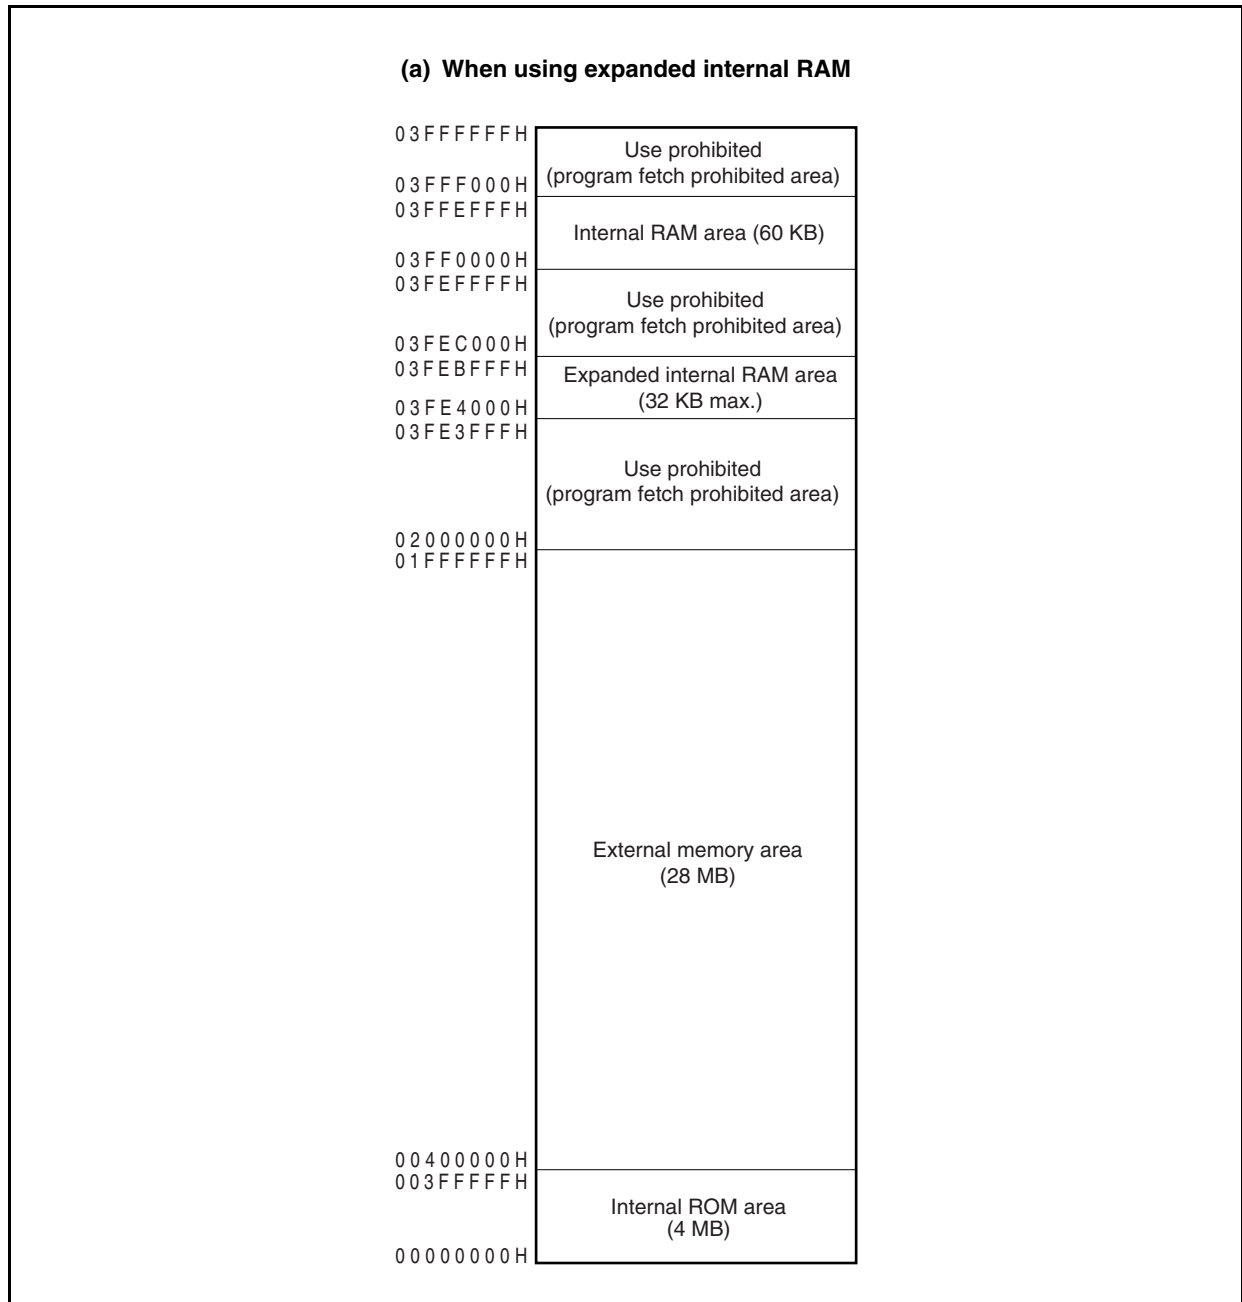 (a) When using expanded internal RAM
03FFFFFFH
Use prohibited
(program fetch prohibited area)
03FFF000H
03FFEFFFH
Internal RAM area (60 KB)
03FF0000H
03FEFFFFH
Use prohibited
(program fetch prohibited area)
03FEC000H
03FEBFFFH
Expanded internal RAM area
(32 KB max.)
03FE4000H
03FE3FFFH
Use prohibited
(program fetch prohibited area)
02000000H
01FFFFFFH
External memory area
(28 MB)
00400000H
003FFFFFH
Internal ROM area
(4 MB)
00000000H